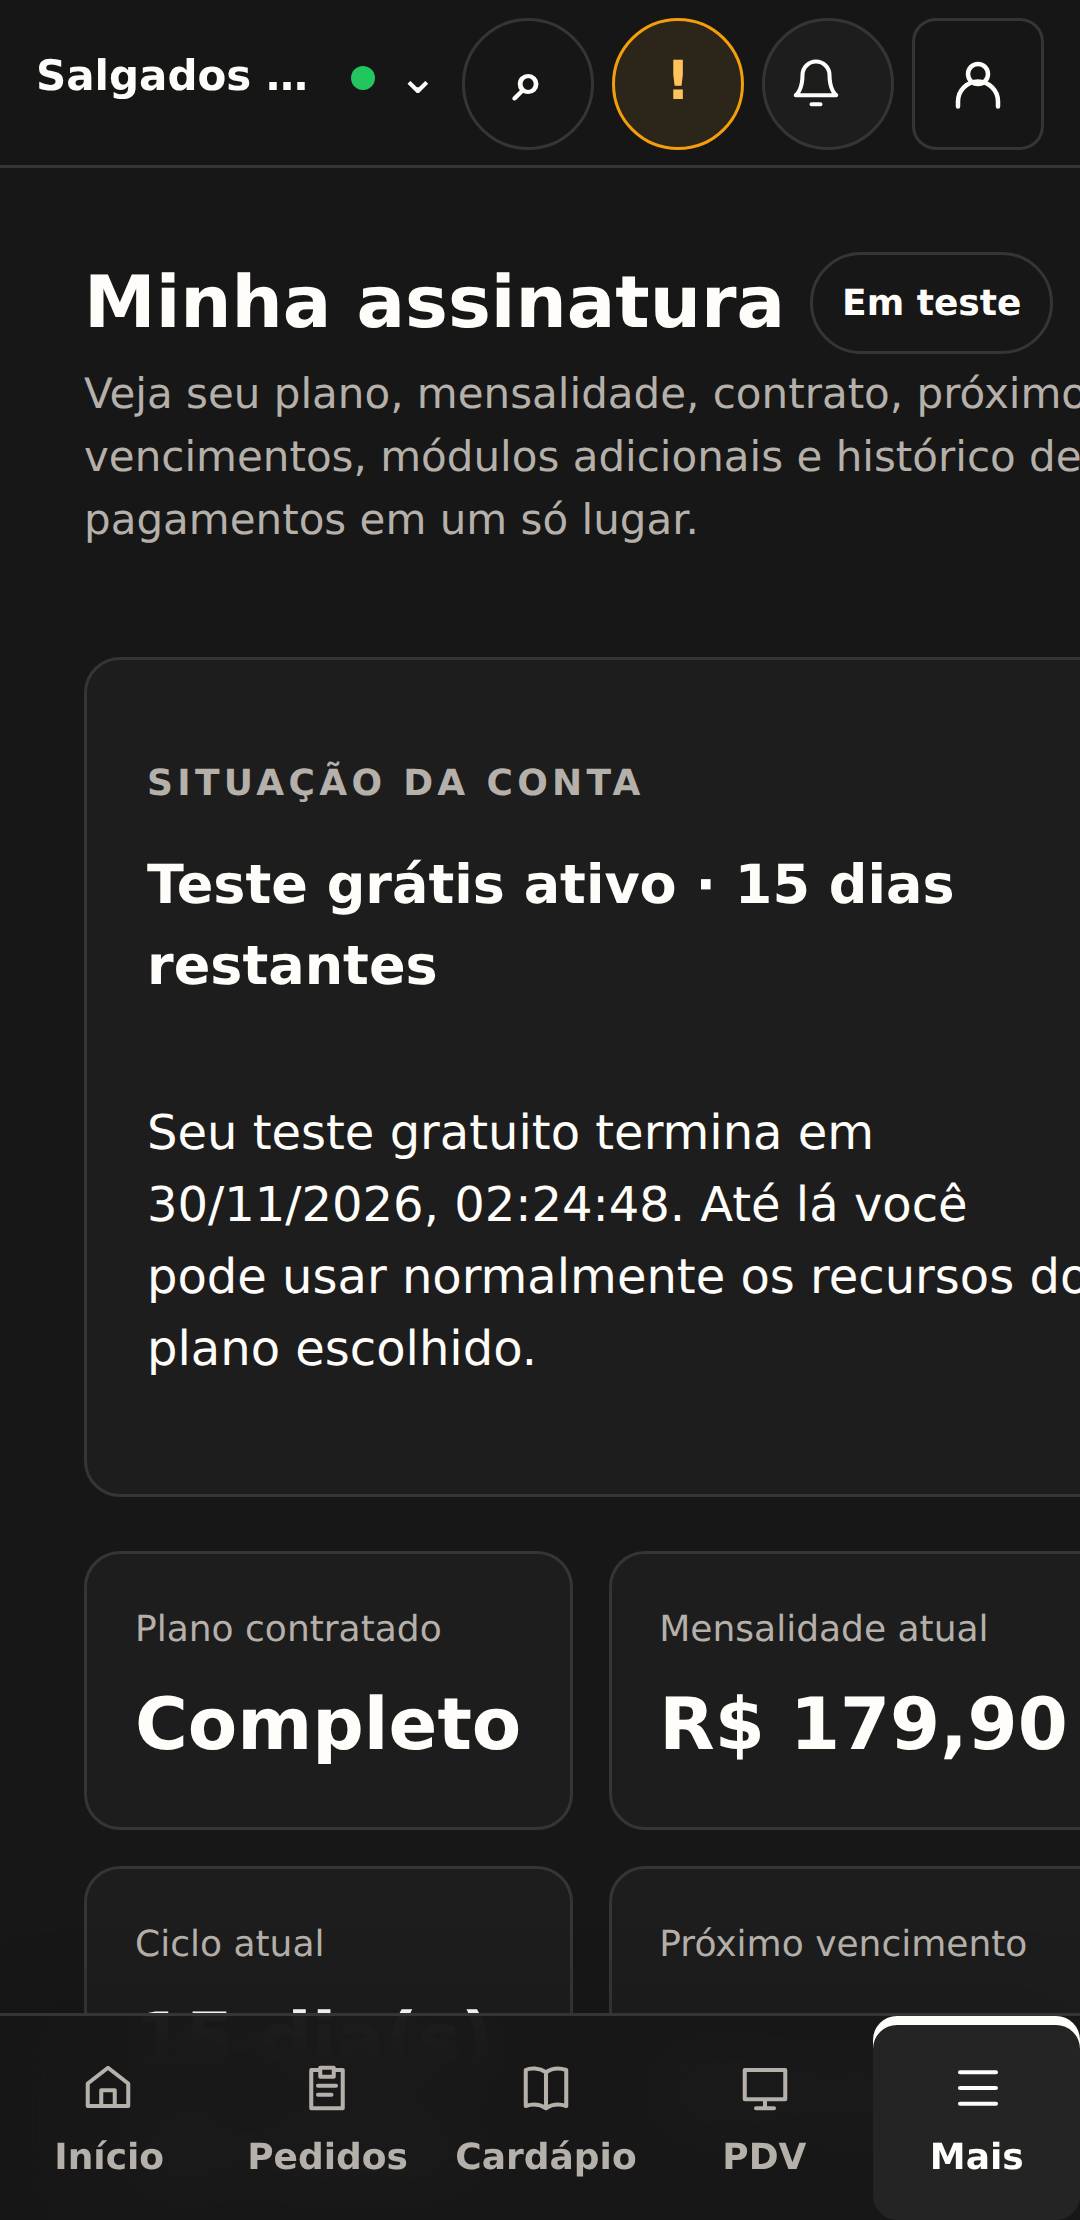 Salgados ...
!
Minha assinatura
Em teste
Veja seu plano, mensalidade, contrato, próximo
vencimentos, módulos adicionais e histórico de
pagamentos em um só lugar.
SITUAÇÃO DA CONTA
Teste grátis ativo · 15 dias
restantes
Seu teste gratuito termina em
30/11/2026, 02:24:48. Até lá você
pode usar normalmente os recursos do
plano escolhido.
Plano contratado
Mensalidade atual
Completo
R$ 179,90
Ciclo atual
Próximo vencimento
15 dia(s)
Início
Pedidos
Cardápio
PDV
Mais